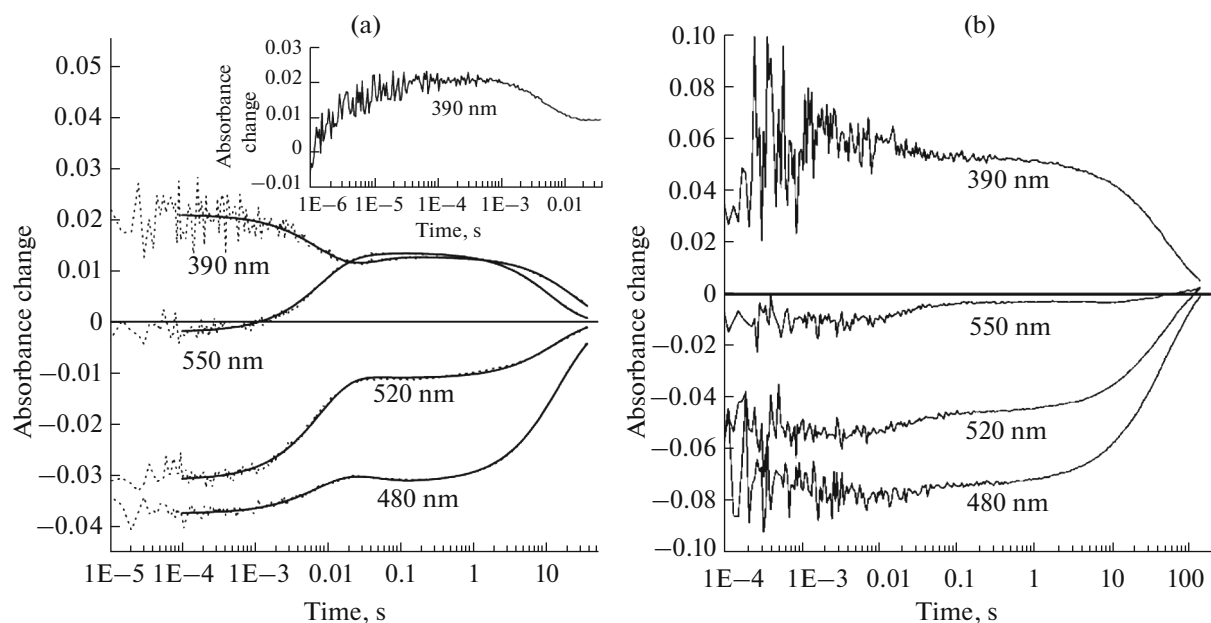 (a)
0.05
0.04
0.03
0.02
0.01
0
−0.01
−0.02
−0.03
−0.04
Absorbance change
390 nm
550 nm
520 nm
480 nm
1E−5 1E−4 1E−3 0.01 0.1 1 10
Time, s
0.03
0.02
0.01
0
−0.01
Absorbance
change
390 nm
1E−6 1E−5 1E−4 1E−3 0.01
Time, s
(b)
0.10
0.08
0.06
0.04
0.02
0
−0.02
−0.04
−0.06
−0.08
−0.10
Absorbance change
390 nm
550 nm
520 nm
480 nm
1E−4 1E−3 0.01 0.1 1 10 100
Time, s